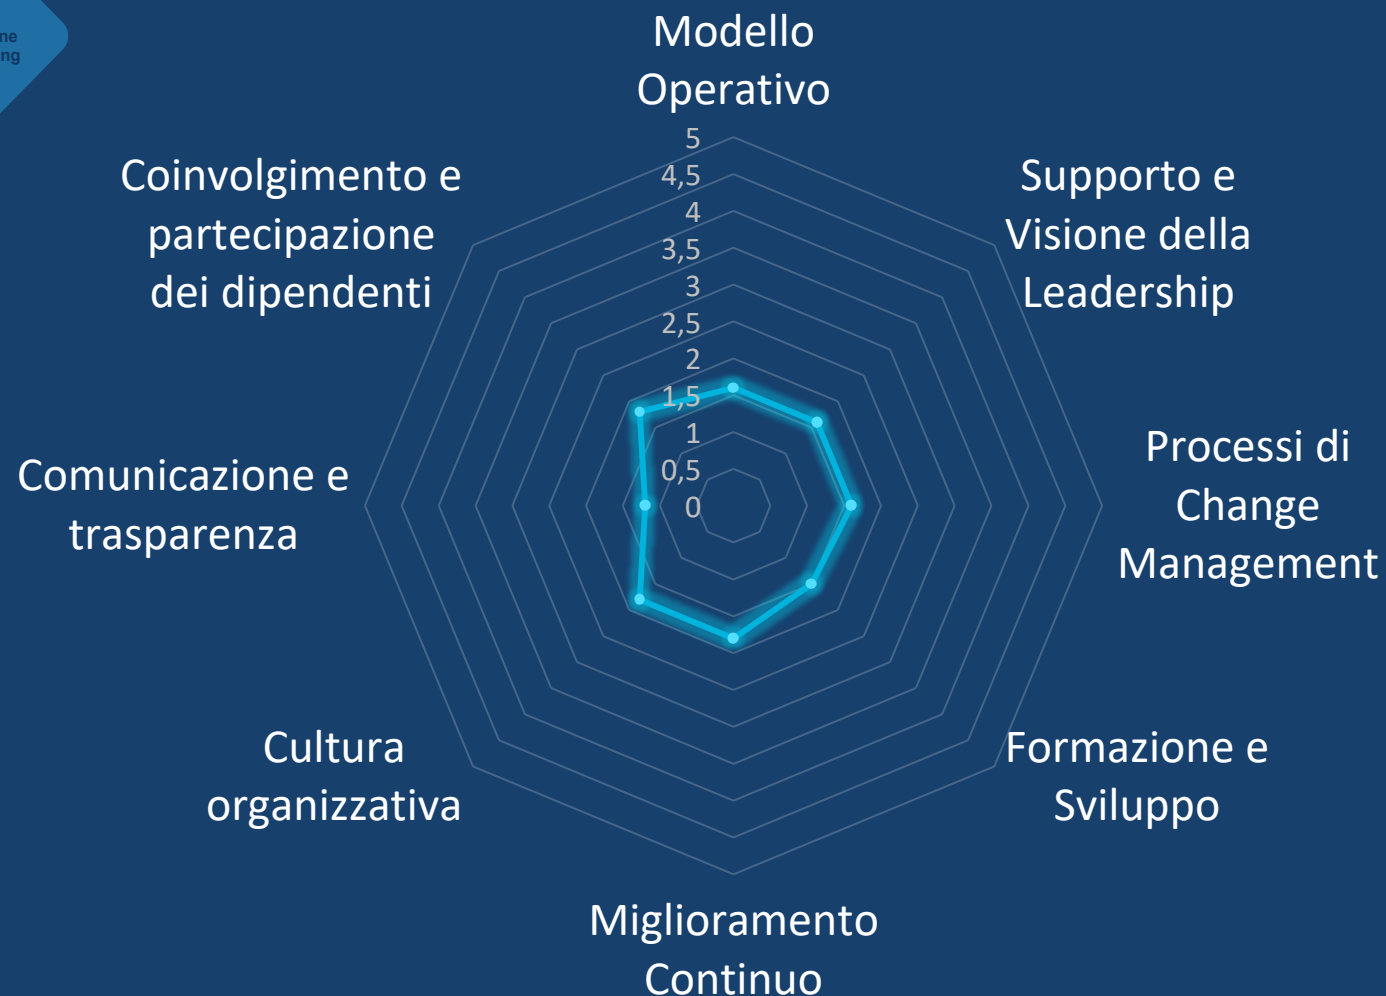 Modello
Operativo
Supporto e
Visione della
Leadership
Processi di
Change
Management
Formazione e
Sviluppo
Miglioramento
Continuo
Cultura
organizzativa
Comunicazione e
trasparenza
Coinvolgimento e
partecipazione
dei dipendenti
5
4,5
4
3,5
3
2,5
2
1,5
1
0,5
0